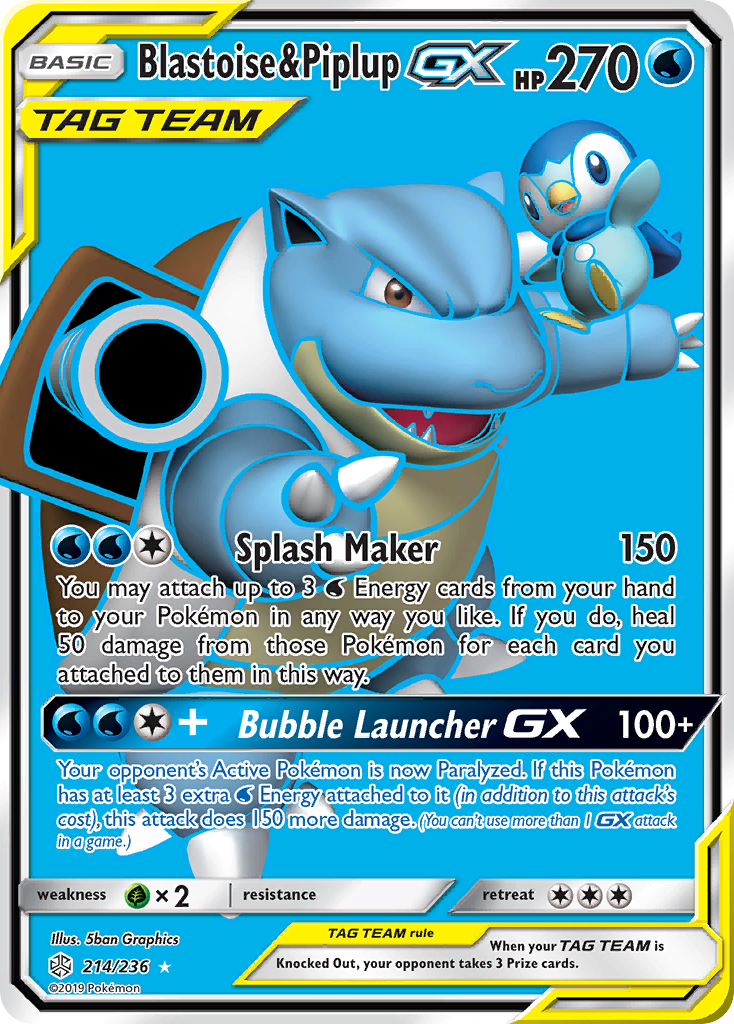 BASIC Blastoise&Piplup GX HP270
TAG TEAM
Splash Maker 150
You may attach up to 3 Energy cards from your hand
to your Pokémon in any way you like. If you do, heal
50 damage from those Pokémon for each card you
attached to them in this way.
+ Bubble Launcher GX 100+
Your opponent's Active Pokémon is now Paralyzed. If this Pokémon
has at least 3 extra Energy attached to it (in addition to this attack's
cost), this attack does 150 more damage. (You can't use more than 1 GX attack
in a game.)
weakness ×2 resistance retreat
Illus. 5ban Graphics
214/236
©2019 Pokémon
TAG TEAM rule
When your TAG TEAM is
Knocked Out, your opponent takes 3 Prize cards.